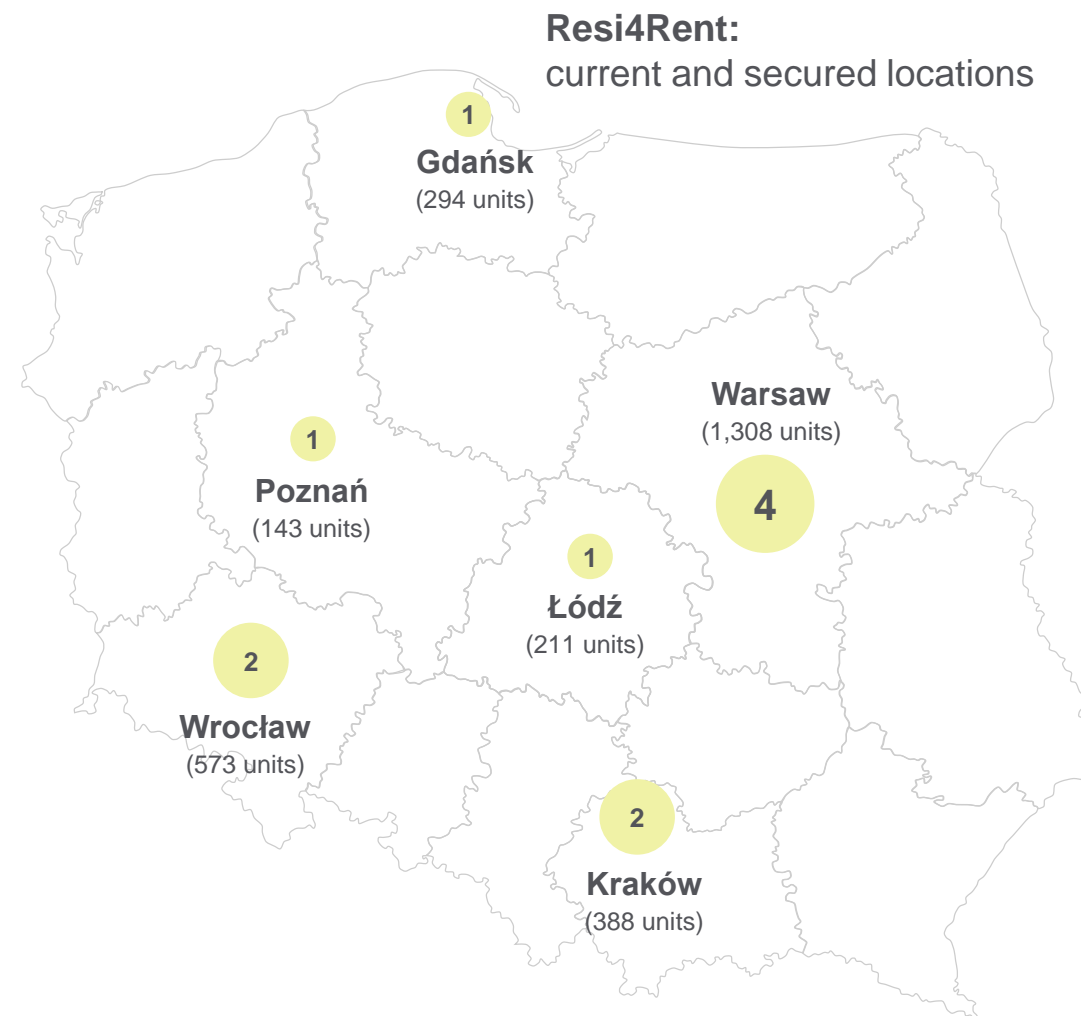 Resi4Rent:
current and secured locations
1
Gdańsk
(294 units)
Warsaw
(1,308 units)
4
1
Poznań
(143 units)
1
Łódź
(211 units)
2
Wrocław
(573 units)
2
Kraków
(388 units)